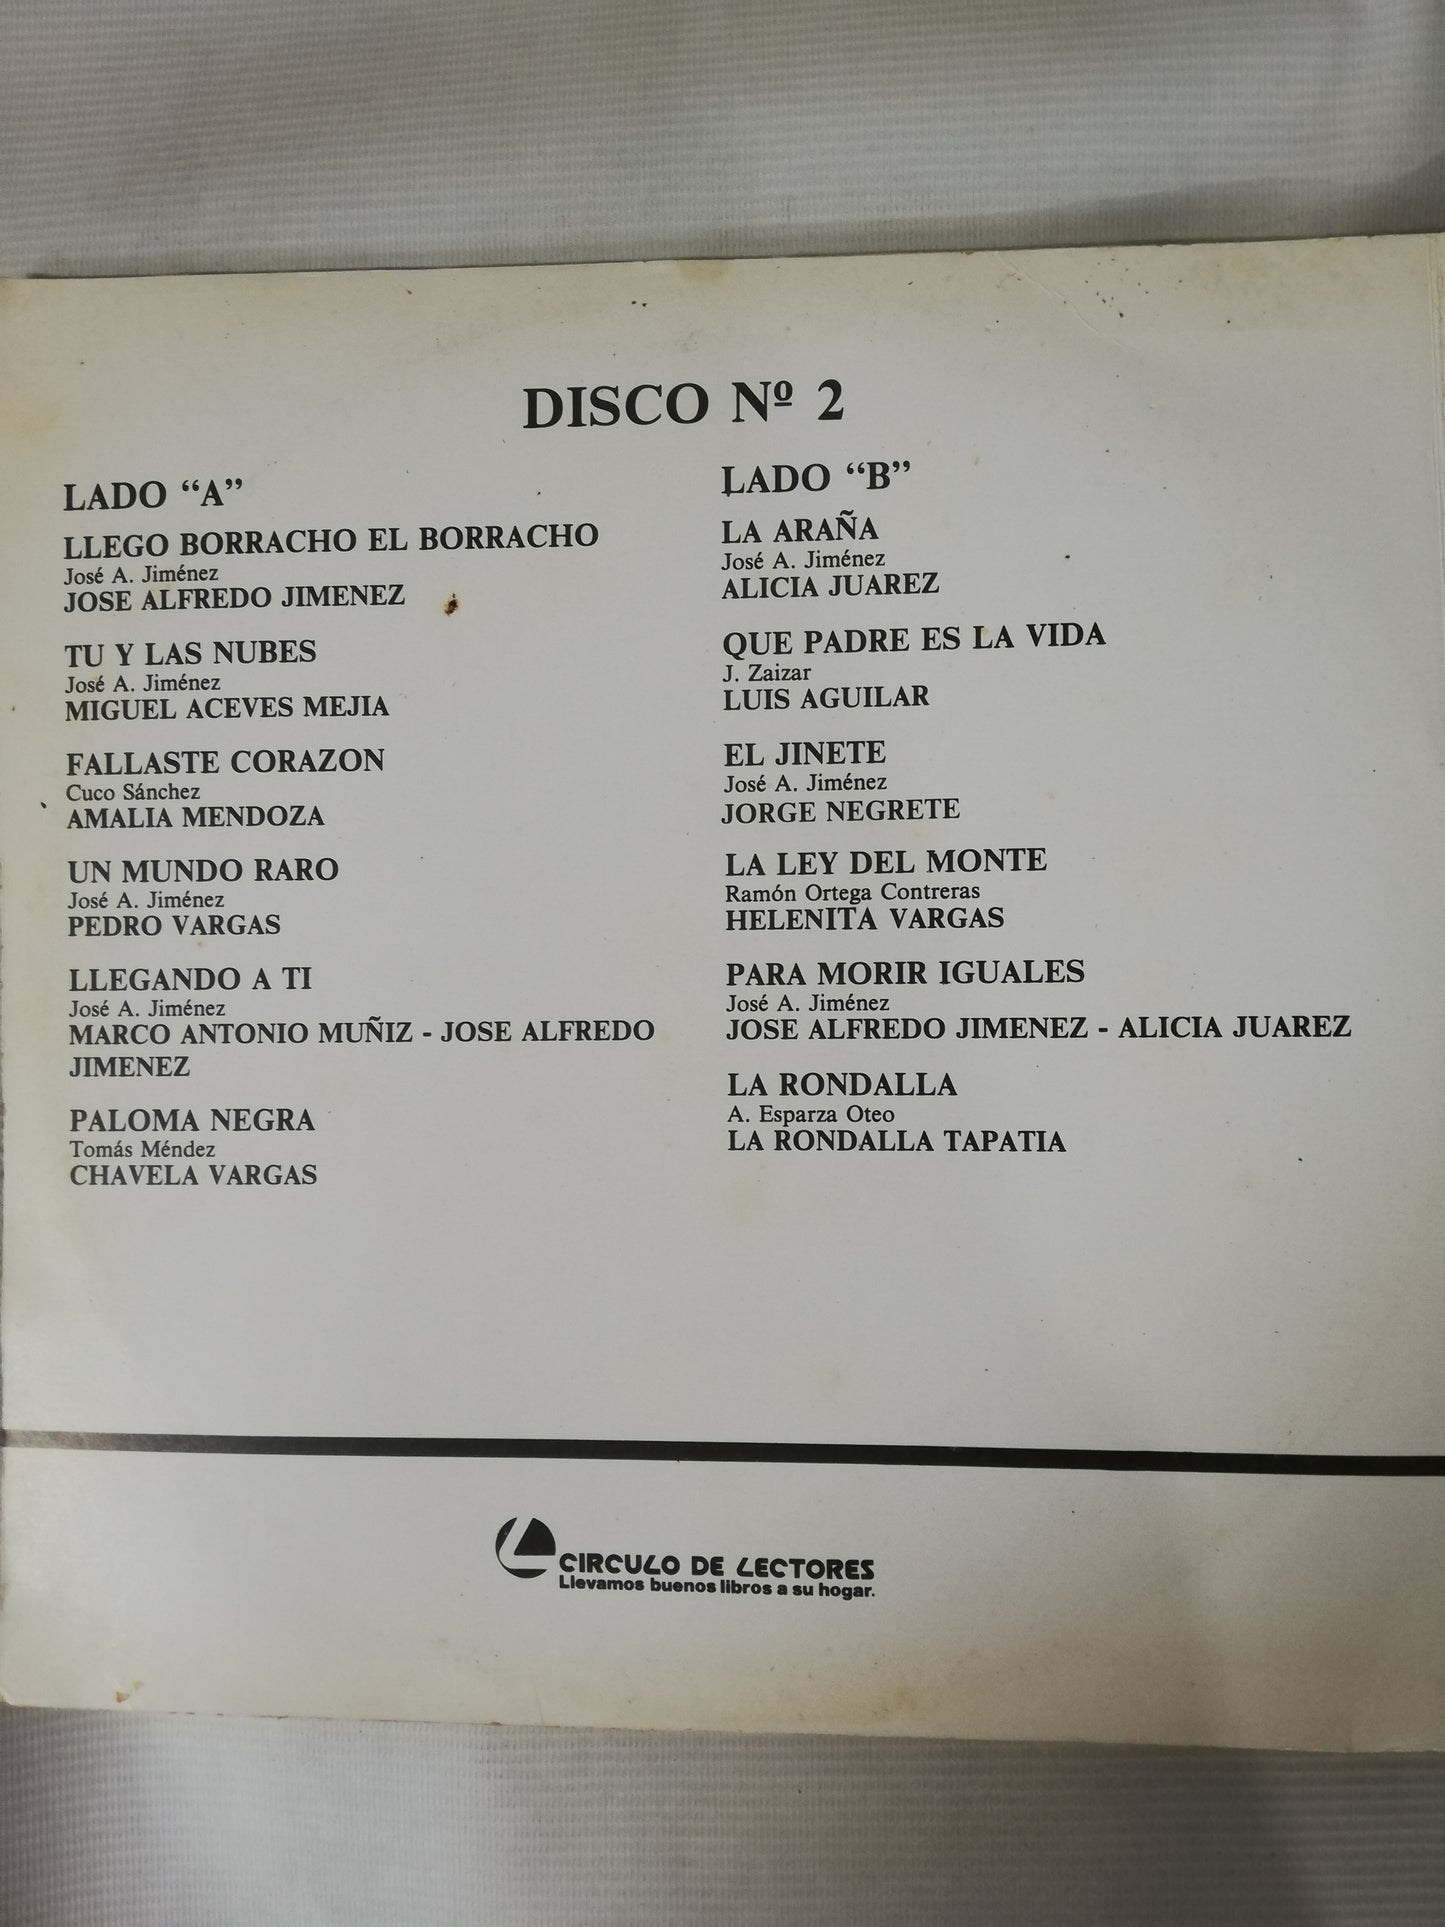 DISCO Nº 2
LADO "A"
LLEGO BORRACHO EL BORRACHO
José A. Jiménez
JOSE ALFREDO JIMENEZ
TU Y LAS NUBES
José A. Jiménez
MIGUEL ACEVES MEJIA
FALLASTE CORAZON
Cuco Sánchez
AMALIA MENDOZA
UN MUNDO RARO
José A. Jiménez
PEDRO VARGAS
LLEGANDO A TI
José A. Jiménez
MARCO ANTONIO MUÑIZ - JOSE ALFREDO
JIMENEZ
PALOMA NEGRA
Tomás Méndez
CHAVELA VARGAS
LADO "B"
LA ARAÑA
José A. Jiménez
ALICIA JUAREZ
QUE PADRE ES LA VIDA
J. Zaizar
LUIS AGUILAR
EL JINETE
José A. Jiménez
JORGE NEGRETE
LA LEY DEL MONTE
Ramón Ortega Contreras
HELENITA VARGAS
PARA MORIR IGUALES
José A. Jiménez
JOSE ALFREDO JIMENEZ - ALICIA JUAREZ
LA RONDALLA
A. Esparza Oteo
LA RONDALLA TAPATIA
CIRCULO DE LECTORES
Llevamos buenos libros a su hogar.